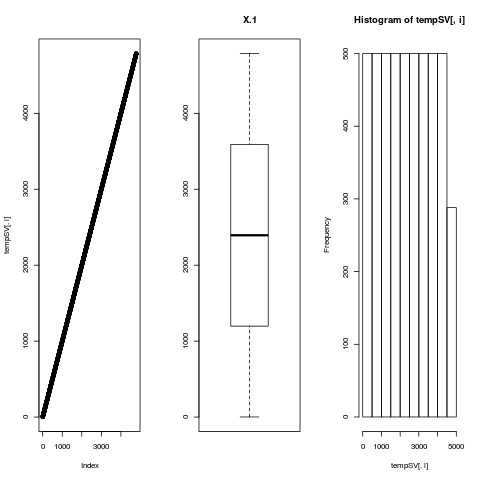 X.1
Histogram of tempSV[, i]
tempSV[, i]
0
1000
2000
3000
4000
0 1000 3000
Index
0
1000
2000
3000
4000
Frequency
0
100
200
300
400
500
0 1000 3000 5000
tempSV[, i]